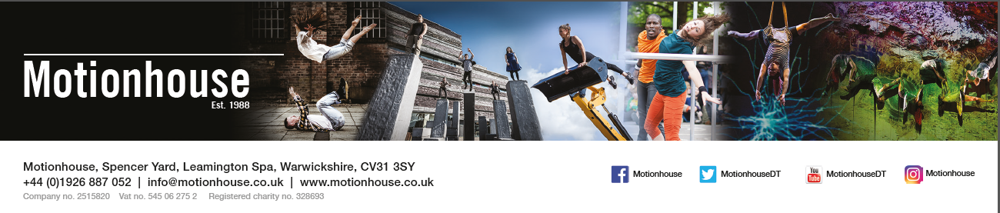 Motionhouse
Est. 1988
Motionhouse, Spencer Yard, Leamington Spa, Warwickshire, CV31 3SY
+44 (0)1926 887 052 | info@motionhouse.co.uk | www.motionhouse.co.uk
Company no. 2515820 Vat no. 545 06 275 2 Registered charity no. 328693
Motionhouse
MotionhouseDT
You Tube MotionhouseDT
Motionhouse